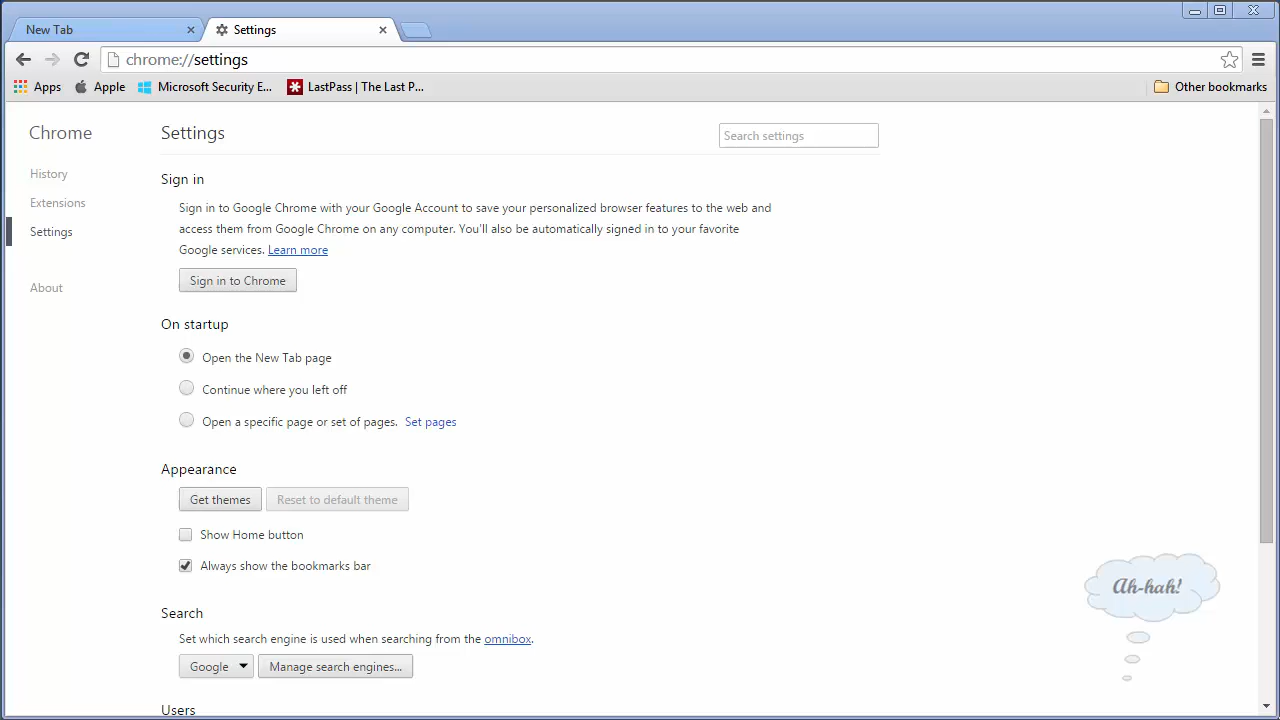 New Tab
Settings
chrome://settings
Apps
Apple
Microsoft Security E...
LastPass | The Last P...
Other bookmarks
Chrome
History
Extensions
Settings
About
Settings
Search settings
Sign in
Sign in to Google Chrome with your Google Account to save your personalized browser features to the web and
access them from Google Chrome on any computer. You'll also be automatically signed in to your favorite
Google services. Learn more
Sign in to Chrome
On startup
Open the New Tab page
Continue where you left off
Open a specific page or set of pages. Set pages
Appearance
Get themes
Reset to default theme
Show Home button
Always show the bookmarks bar
Search
Set which search engine is used when searching from the omnibox.
Google
Manage search engines...
Users
Ah-hah!